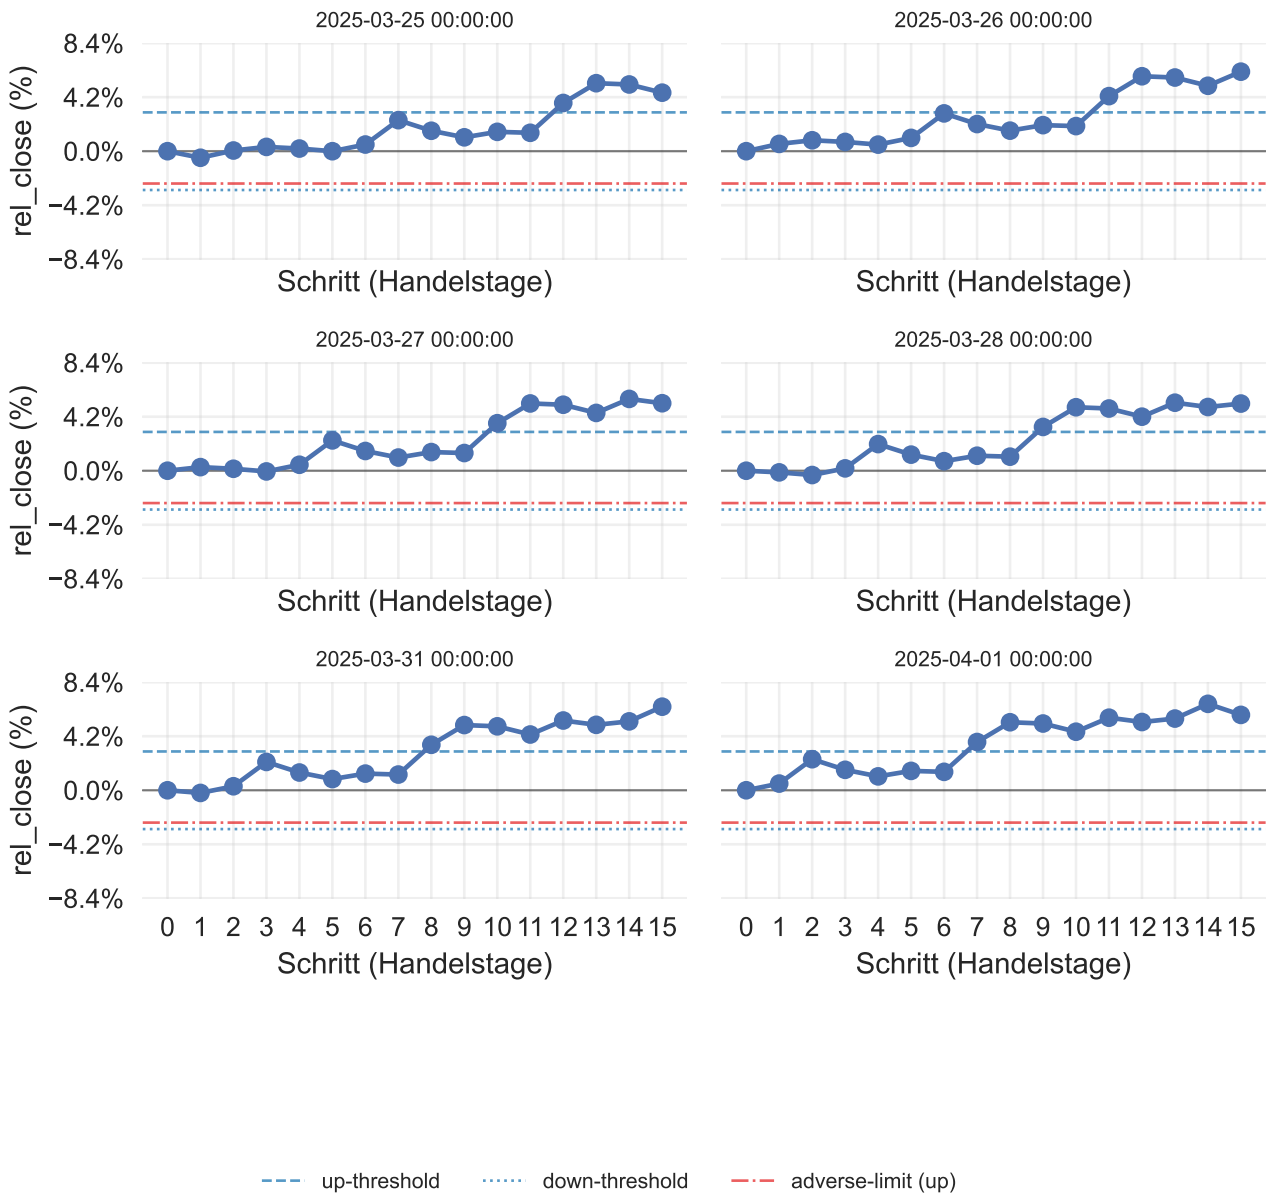 2025-03-25 00:00:00
2025-03-26 00:00:00
8.4%
4.2%
0.0%
−4.2%
−8.4%
rel_close (%)
Schritt (Handelstage)
Schritt (Handelstage)
2025-03-27 00:00:00
2025-03-28 00:00:00
8.4%
4.2%
0.0%
−4.2%
−8.4%
rel_close (%)
Schritt (Handelstage)
Schritt (Handelstage)
2025-03-31 00:00:00
2025-04-01 00:00:00
8.4%
4.2%
0.0%
−4.2%
−8.4%
rel_close (%)
0 1 2 3 4 5 6 7 8 9 10 11 12 13 14 15
0 1 2 3 4 5 6 7 8 9 10 11 12 13 14 15
Schritt (Handelstage)
Schritt (Handelstage)
up-threshold
down-threshold
adverse-limit (up)